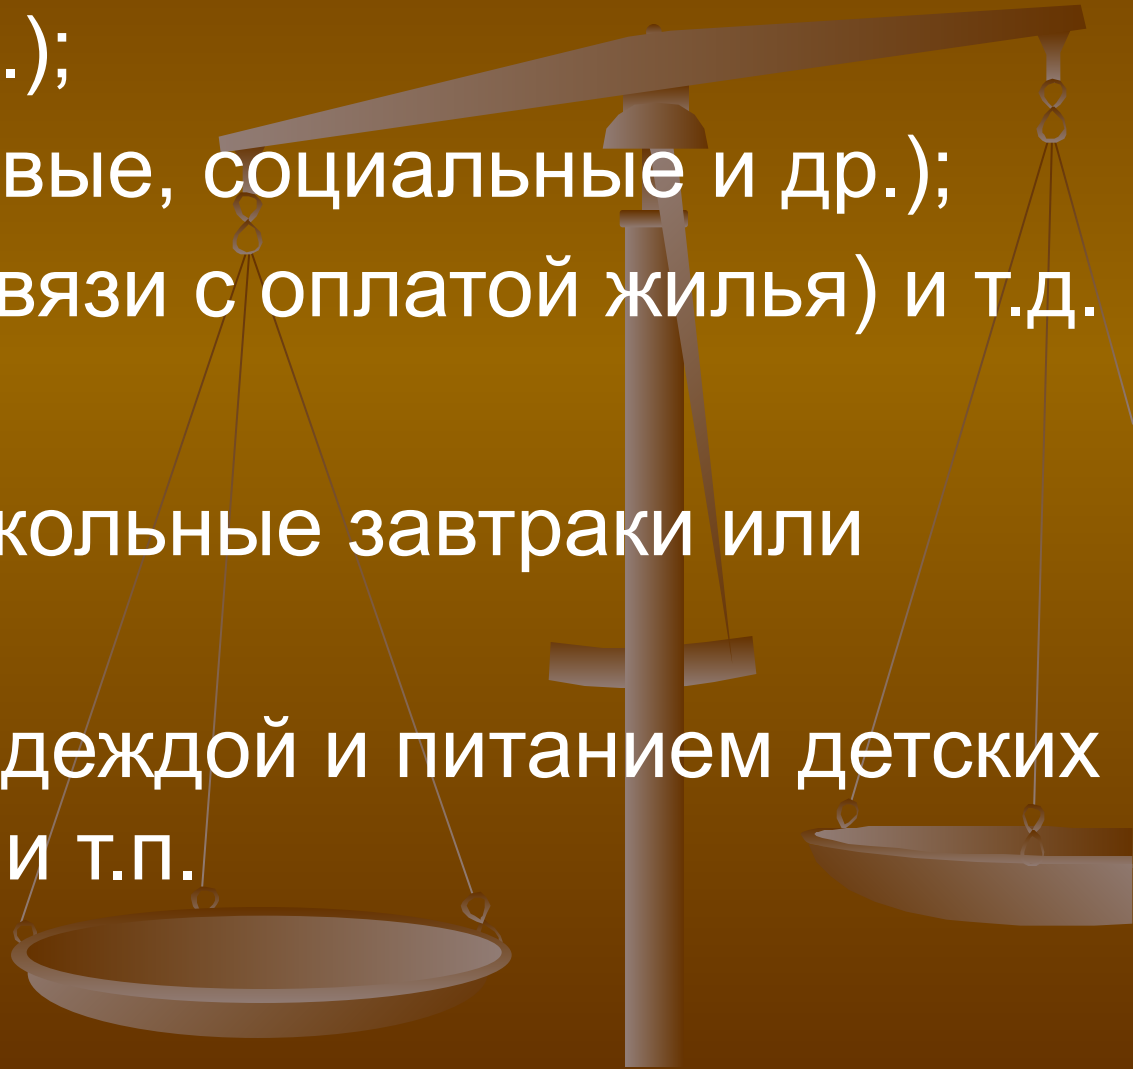 .);
вые, социальные и др.);
вязи с оплатой жилья) и т.д.
кольные завтраки или
деждой и питанием детских
и т.п.